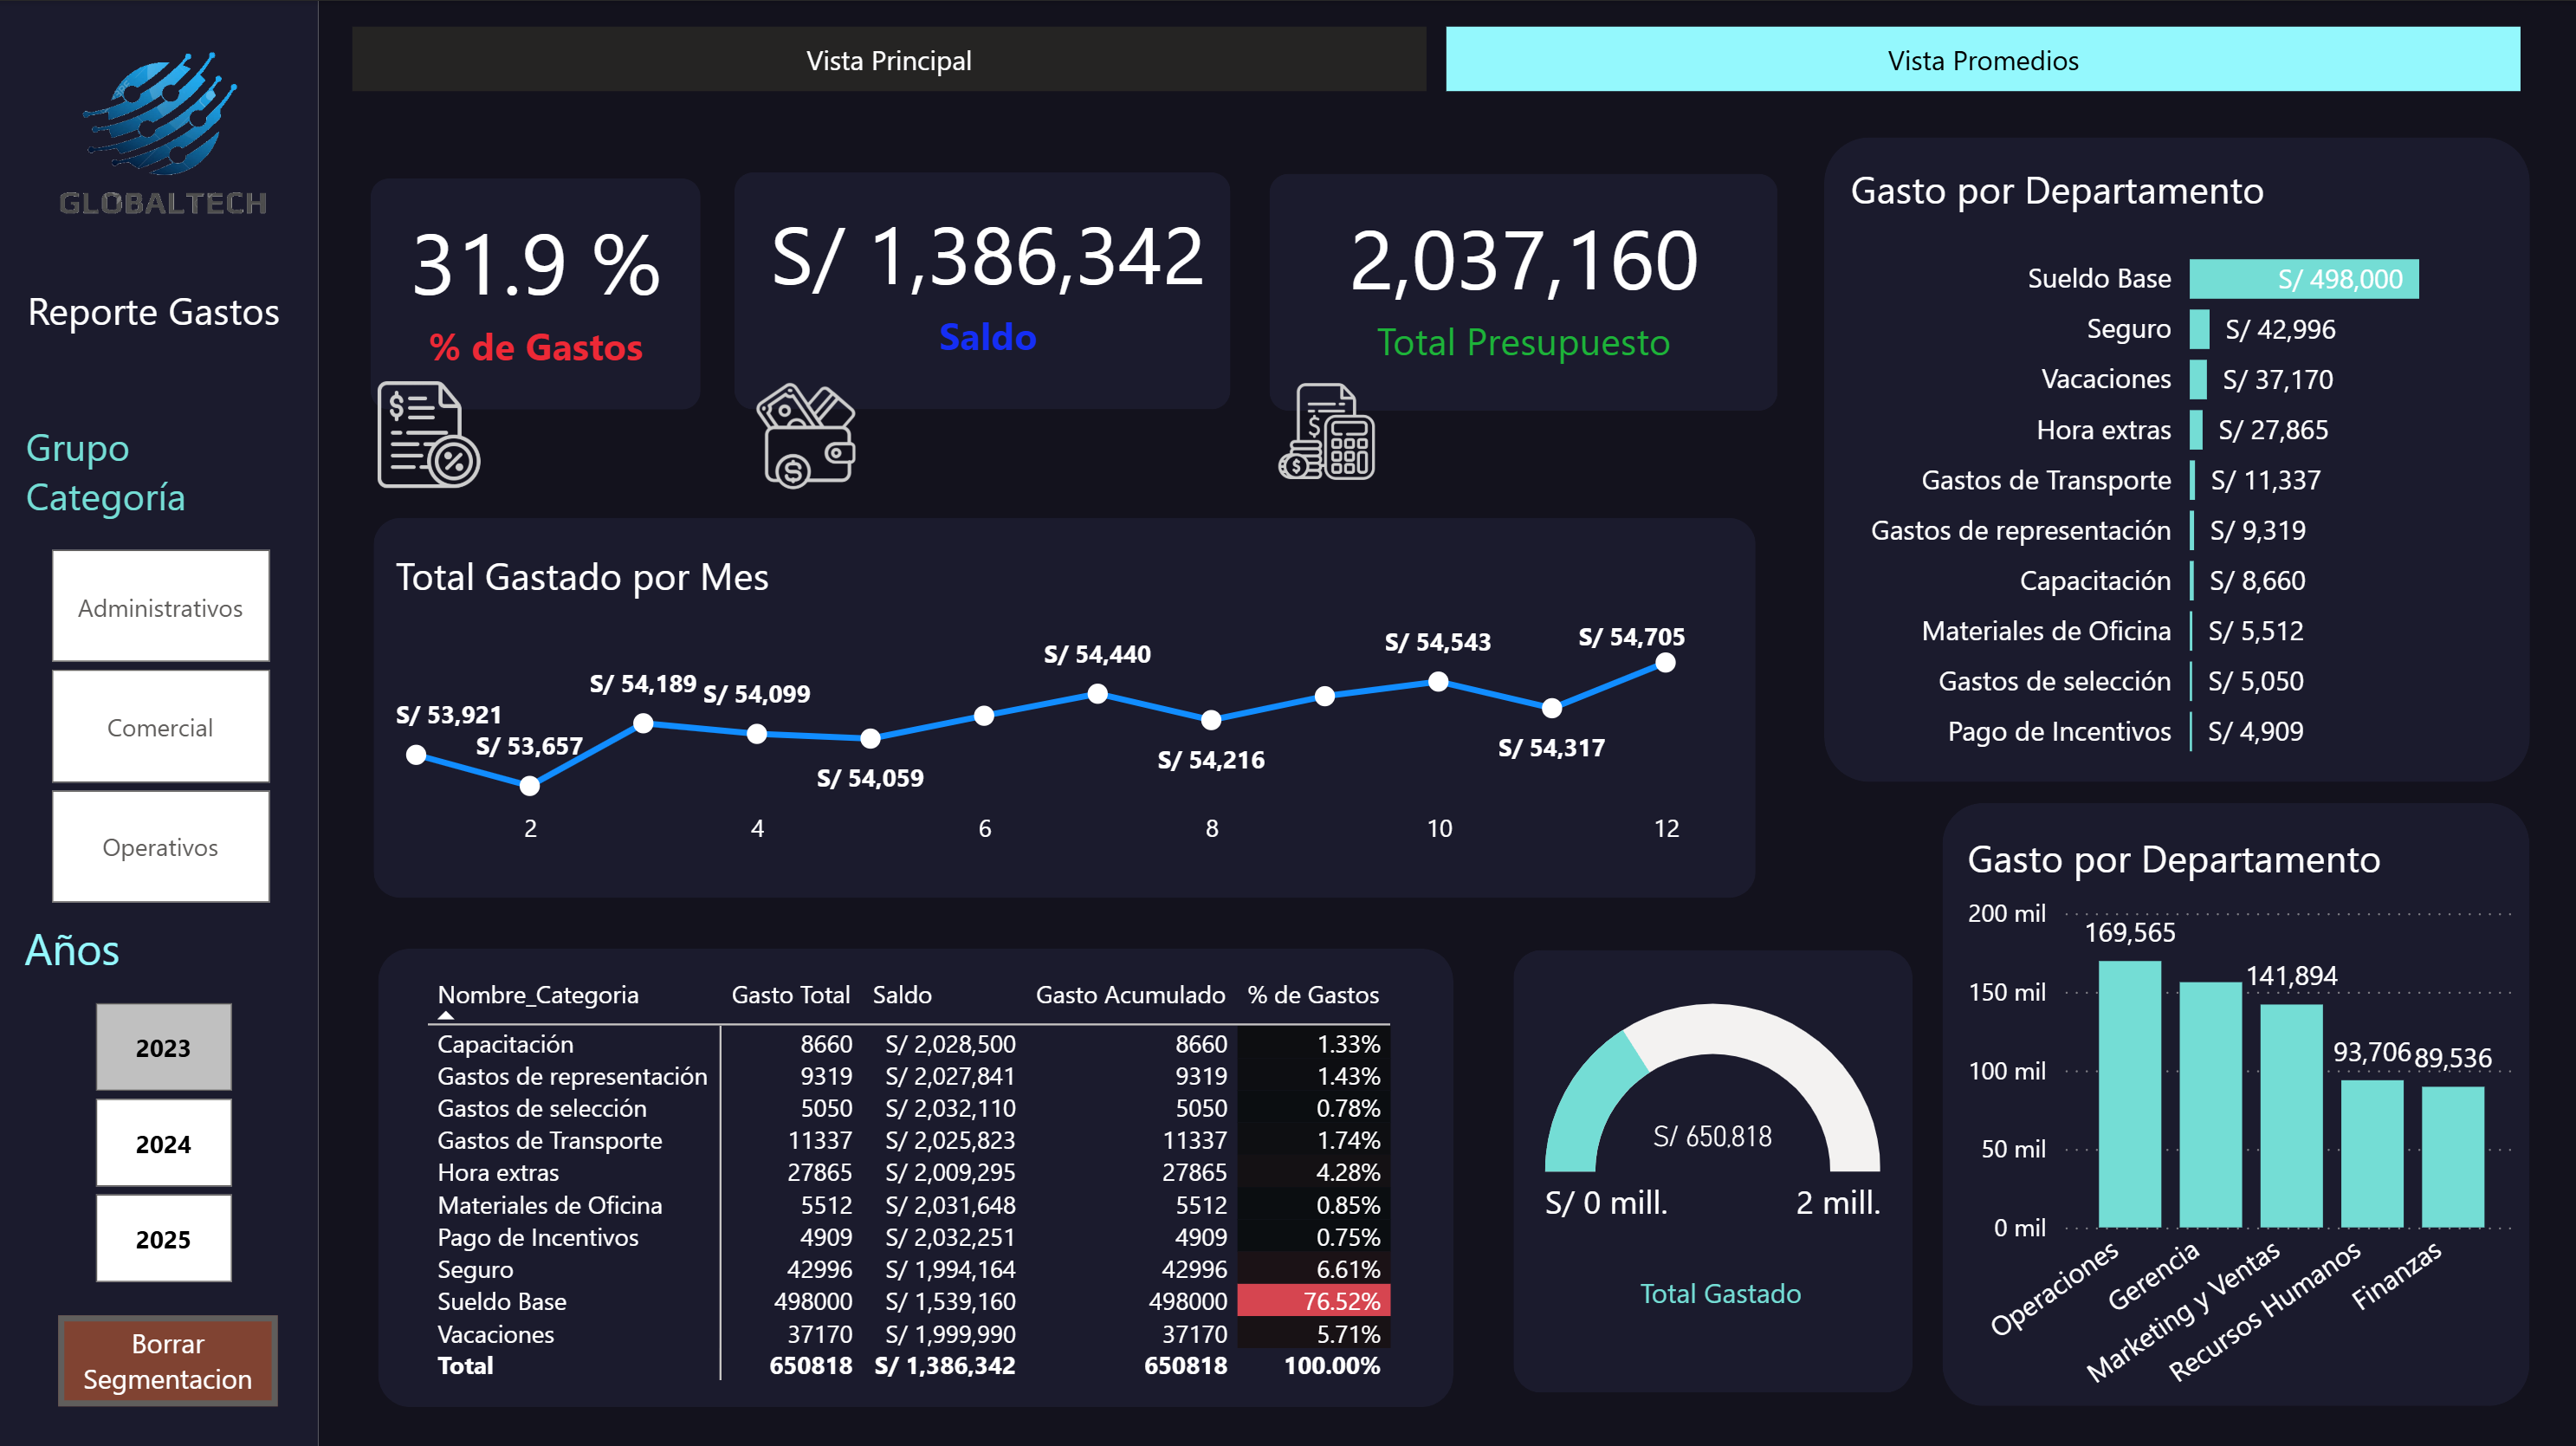 GLOBALTECH
Reporte Gastos
Grupo
Categoría
Administrativos
Comercial
Operativos
Años
2023
2024
2025
Borrar
Segmentacion
Vista Principal
Vista Promedios
31.9 %
% de Gastos
S/ 1,386,342
Saldo
2,037,160
Total Presupuesto
Total Gastado por Mes
S/ 53,921
S/ 53,657
S/ 54,189
S/ 54,099
S/ 54,059
S/ 54,440
S/ 54,216
S/ 54,543
S/ 54,317
S/ 54,705
2 4 6 8 10 12
Gasto por Departamento
Sueldo Base S/ 498,000
Seguro S/ 42,996
Vacaciones S/ 37,170
Hora extras S/ 27,865
Gastos de Transporte S/ 11,337
Gastos de representación S/ 9,319
Capacitación S/ 8,660
Materiales de Oficina S/ 5,512
Gastos de selección S/ 5,050
Pago de Incentivos S/ 4,909
Nombre_Categoria Gasto Total Saldo Gasto Acumulado % de Gastos
Capacitación 8660 S/ 2,028,500 8660 1.33%
Gastos de representación 9319 S/ 2,027,841 9319 1.43%
Gastos de selección 5050 S/ 2,032,110 5050 0.78%
Gastos de Transporte 11337 S/ 2,025,823 11337 1.74%
Hora extras 27865 S/ 2,009,295 27865 4.28%
Materiales de Oficina 5512 S/ 2,031,648 5512 0.85%
Pago de Incentivos 4909 S/ 2,032,251 4909 0.75%
Seguro 42996 S/ 1,994,164 42996 6.61%
Sueldo Base 498000 S/ 1,539,160 498000 76.52%
Vacaciones 37170 S/ 1,999,990 37170 5.71%
Total 650818 S/ 1,386,342 650818 100.00%
S/ 650,818
S/ 0 mill. 2 mill.
Total Gastado
Gasto por Departamento
200 mil
150 mil
100 mil
50 mil
0 mil
169,565
141,894
93,706
89,536
Operaciones
Gerencia
Marketing y Ventas
Recursos Humanos
Finanzas